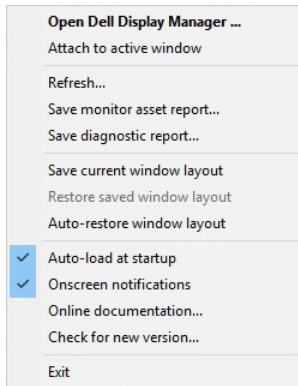 Open Dell Display Manager ...
Attach to active window
Refresh...
Save monitor asset report...
Save diagnostic report...
Save current window layout
Restore saved window layout
Auto-restore window layout
Auto-load at startup
Onscreen notifications
Online documentation...
Check for new version...
Exit